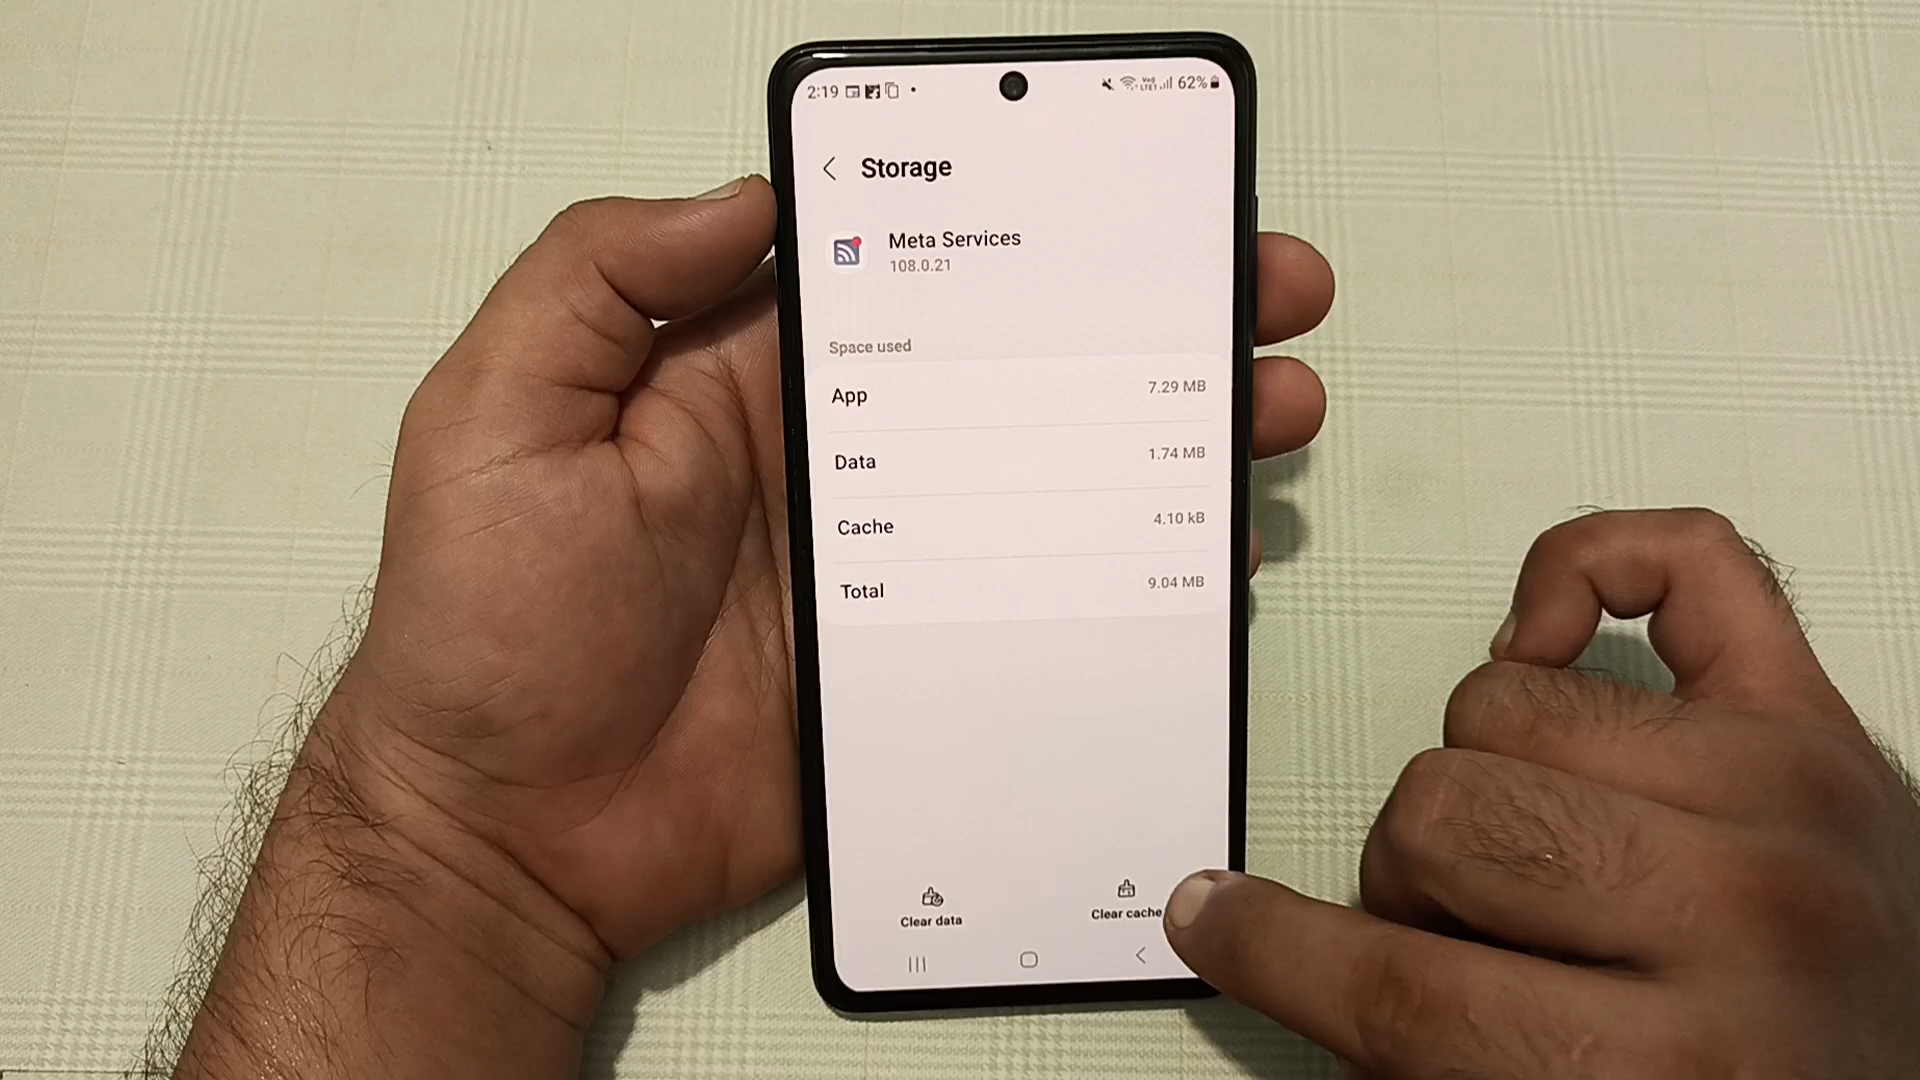 2:19 62%
Storage
Meta Services
108.0.21
Space used
App 7.29 MB
Data 1.74 MB
Cache 4.10 kB
Total 9.04 MB
Clear data Clear cache